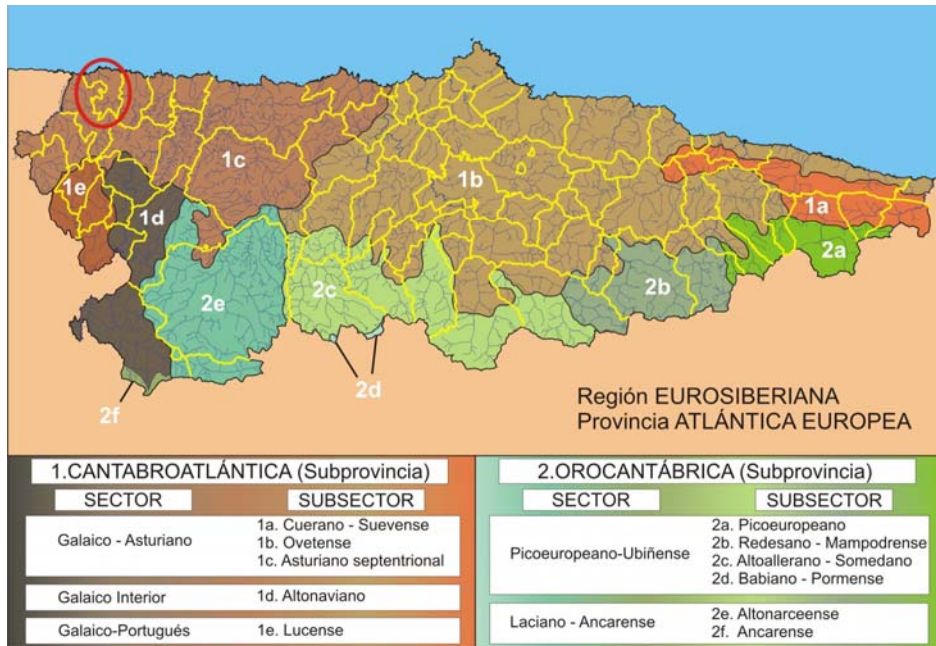 1e
1d
1c
1b
1a
2a
2b
2c
2e
2d
2f
Región EUROSIBERIANA
Provincia ATLÁNTICA EUROPEA
1.CANTABROATLÁNTICA (Subprovincia)
SECTOR SUBSECTOR
Galaico - Asturiano
1a. Cuerano - Suevense
1b. Ovetense
1c. Asturiano septentrional
Galaico Interior 1d. Altonaviano
Galaico-Portugués 1e. Lucense
2.OROCANTÁBRICA (Subprovincia)
SECTOR SUBSECTOR
Picoeuropeano-Ubiñense
2a. Picoeuropeano
2b. Redesano - Mampodrense
2c. Altoallerano - Somedano
2d. Babiano - Pormense
Laciano - Ancarense
2e. Altonarceense
2f. Ancarense